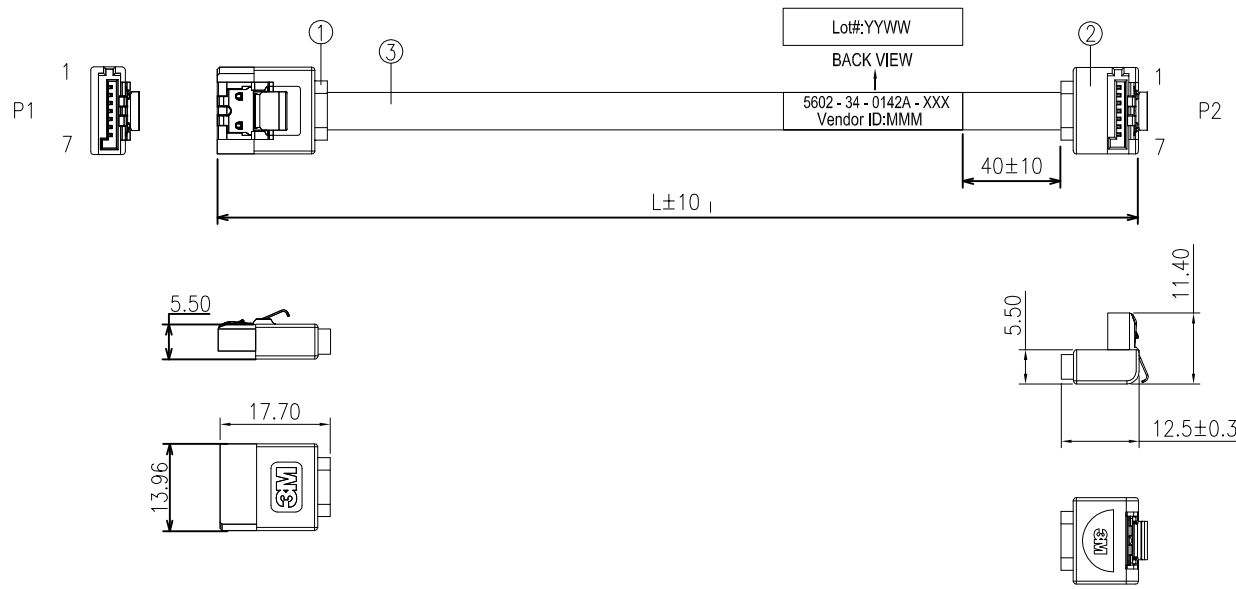 Lot#:YYWW
BACK VIEW
1
3
2
P1
1
7
5602 - 34 - 0142A - XXX
Vendor ID:MMM
1
7
P2
40±10
L±10
5.50
17.70
13.96
3M
5.50
11.40
12.5±0.3
3M